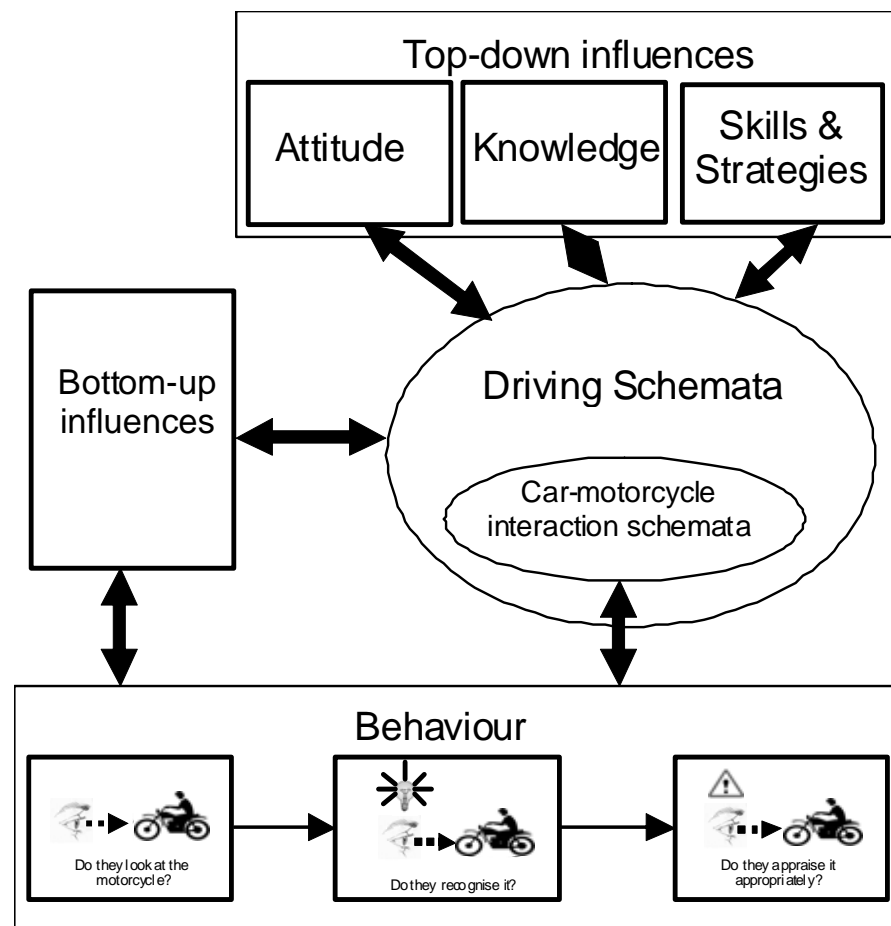 Top-down influences
Attitude
Knowledge
Skills &
Strategies
Bottom-up
influences
Driving Schemata
Car-motorcycle
interaction schemata
Behaviour
Do they look at the
motorcycle?
Do they recognise it?
Do they appraise it
appropriately?